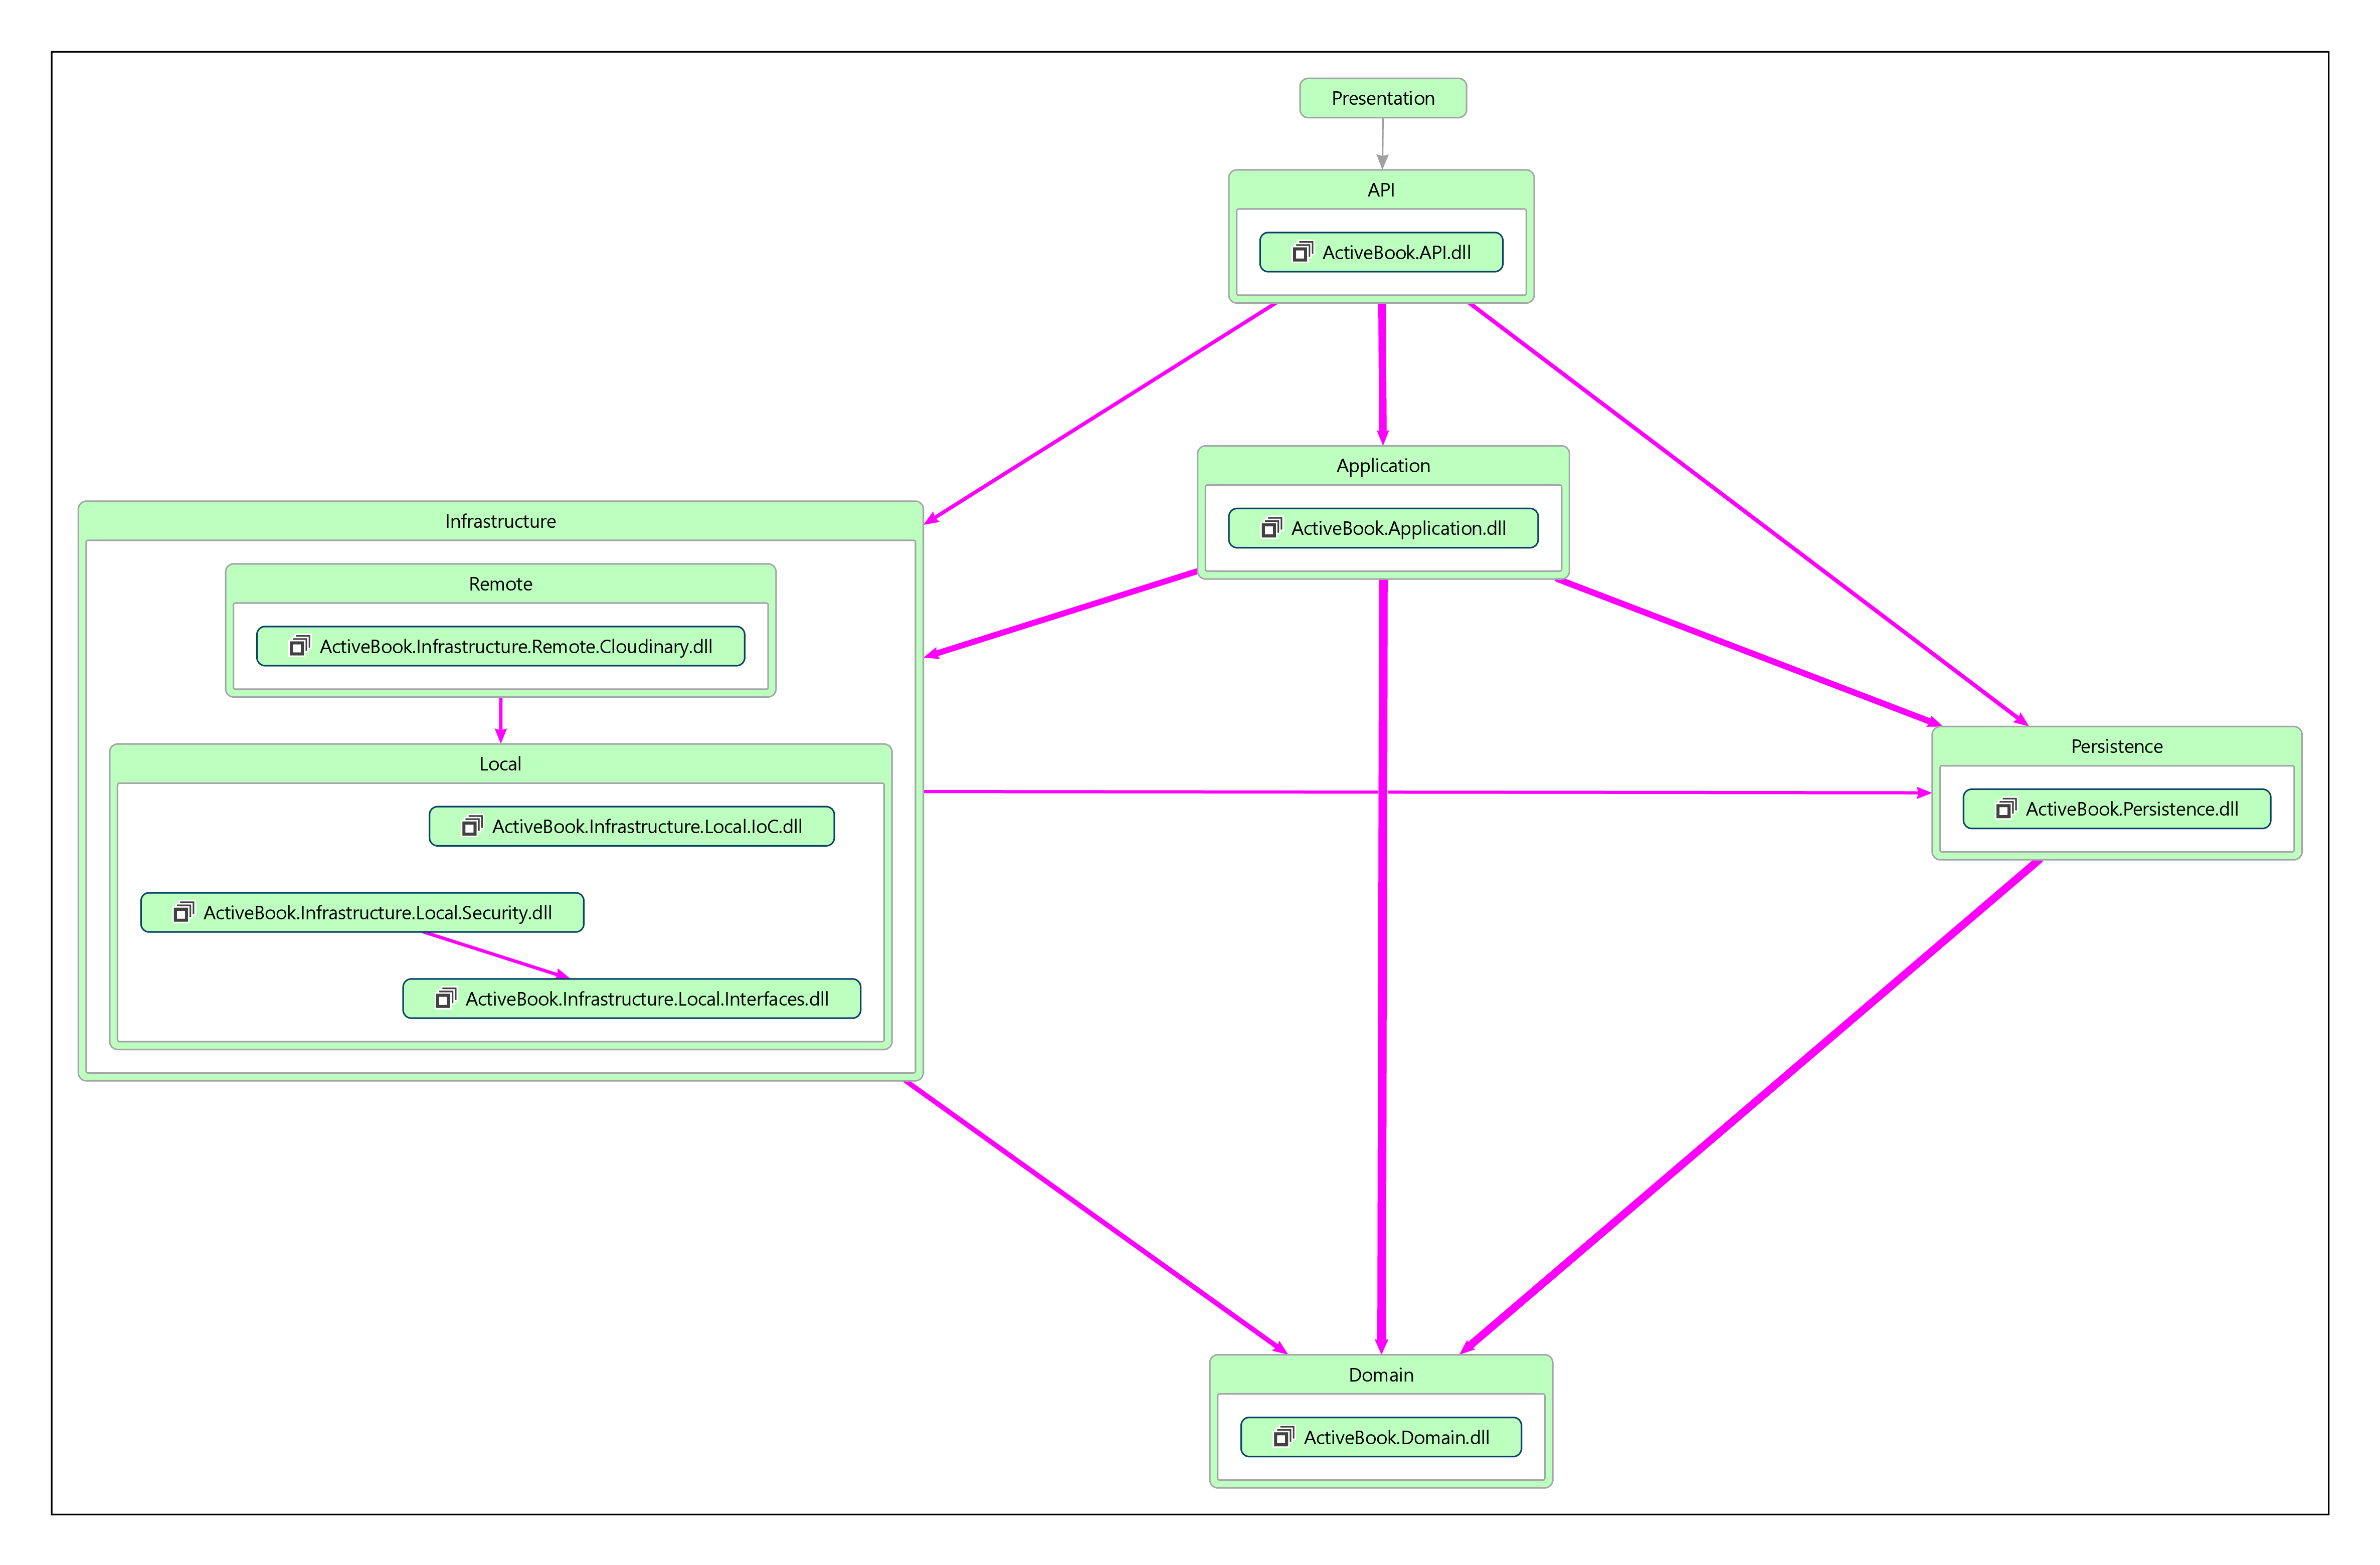 Presentation
API
ActiveBook.API.dll
Application
ActiveBook.Application.dll
Infrastructure
Remote
ActiveBook.Infrastructure.Remote.Cloudinary.dll
Local
ActiveBook.Infrastructure.Local.IoC.dll
ActiveBook.Infrastructure.Local.Security.dll
ActiveBook.Infrastructure.Local.Interfaces.dll
Persistence
ActiveBook.Persistence.dll
Domain
ActiveBook.Domain.dll